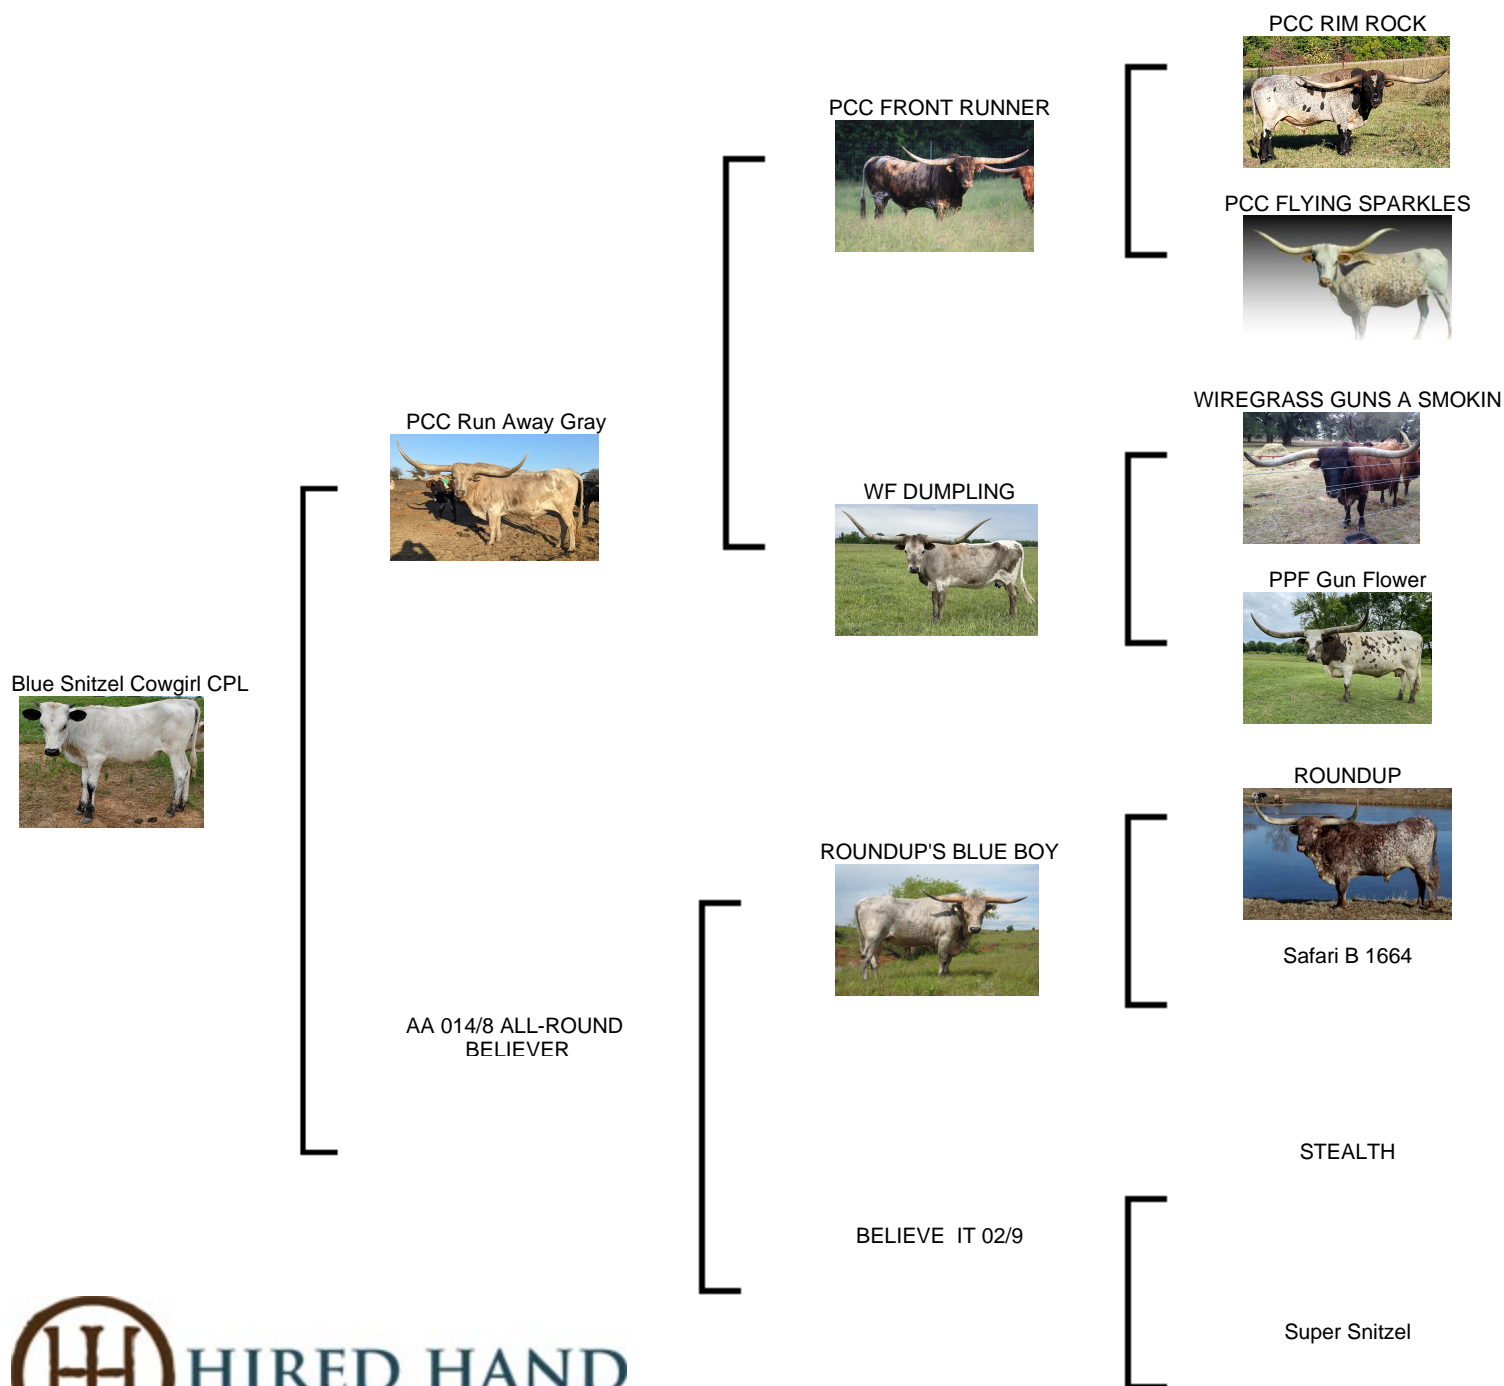 PCC RIM ROCK
PCC FRONT RUNNER
PCC FLYING SPARKLES
PCC Run Away Gray
WIREGRASS GUNS A SMOKIN
WF DUMPLING
PPF Gun Flower
Blue Snitzel Cowgirl CPL
ROUNDUP
ROUNDUP'S BLUE BOY
Safari B 1664
AA 014/8 ALL-ROUND
BELIEVER
STEALTH
BELIEVE IT 02/9
Super Snitzel
HIRED HAND